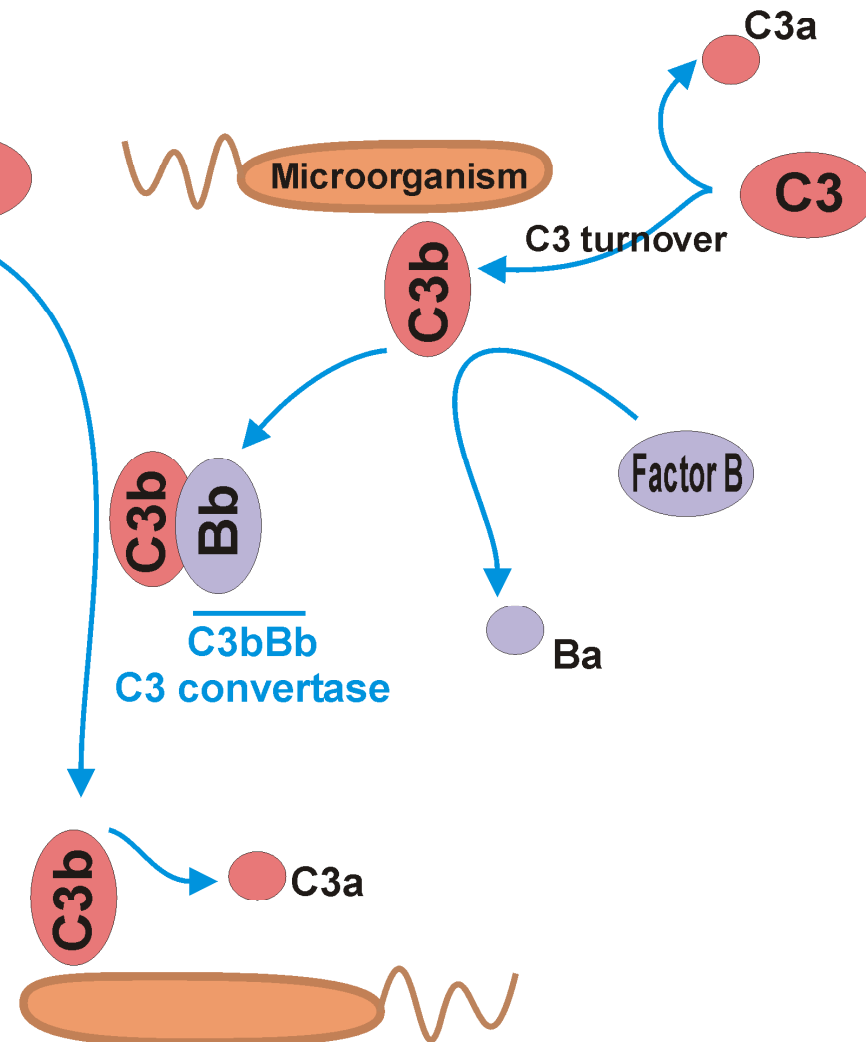 C3a
Microorganism
C3
C3 turnover
C3b
Factor B
C3b
Bb
C3bBb
C3 convertase
Ba
C3b
C3a